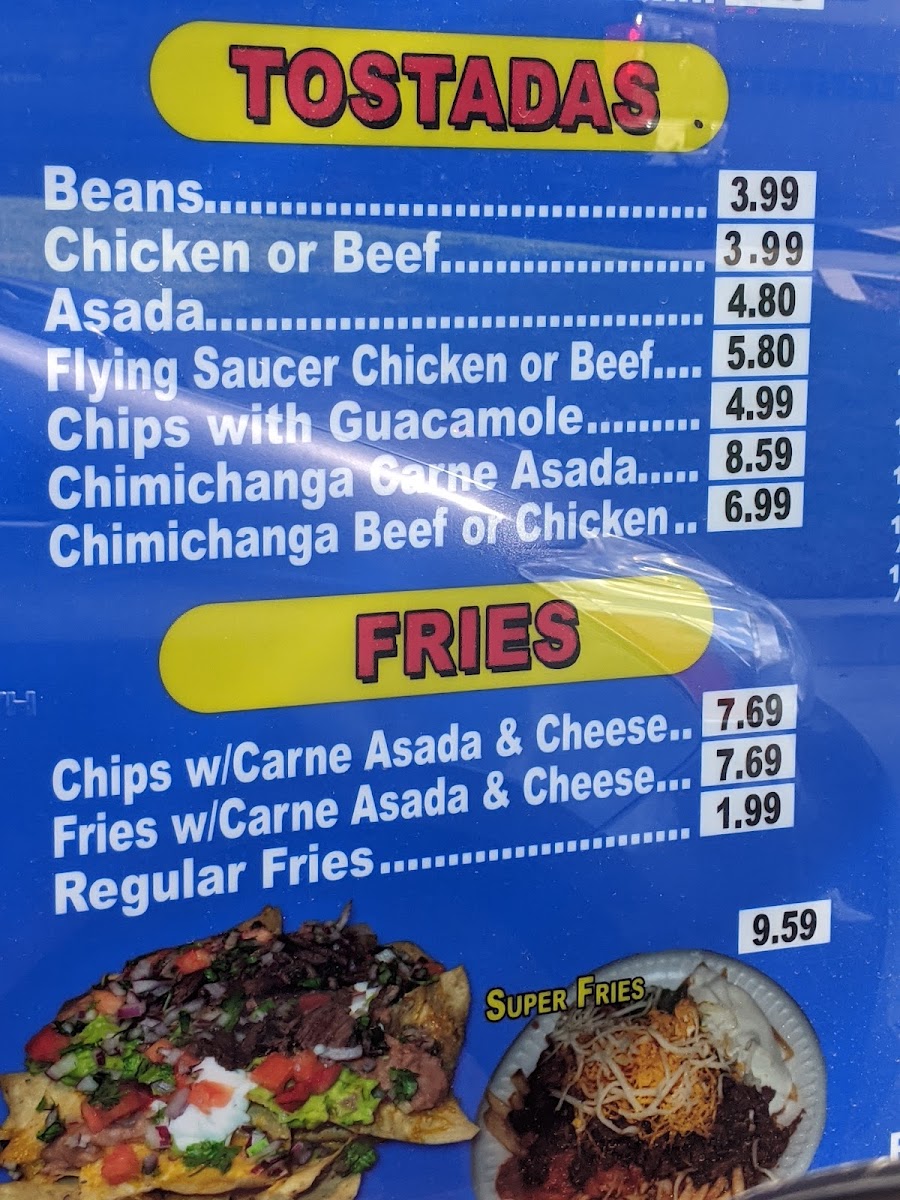 TOSTADAS
Beans................................. 3.99
Chicken or Beef.................. 3.99
Asada................................. 4.80
Flying Saucer Chicken or Beef.... 5.80
Chips with Guacamole......... 4.99
Chimichanga Carne Asada..... 8.59
Chimichanga Beef or Chicken.. 6.99
FRIES
Chips w/Carne Asada & Cheese.. 7.69
Fries w/Carne Asada & Cheese... 7.69
Regular Fries........................ 1.99
9.59
SUPER FRIES